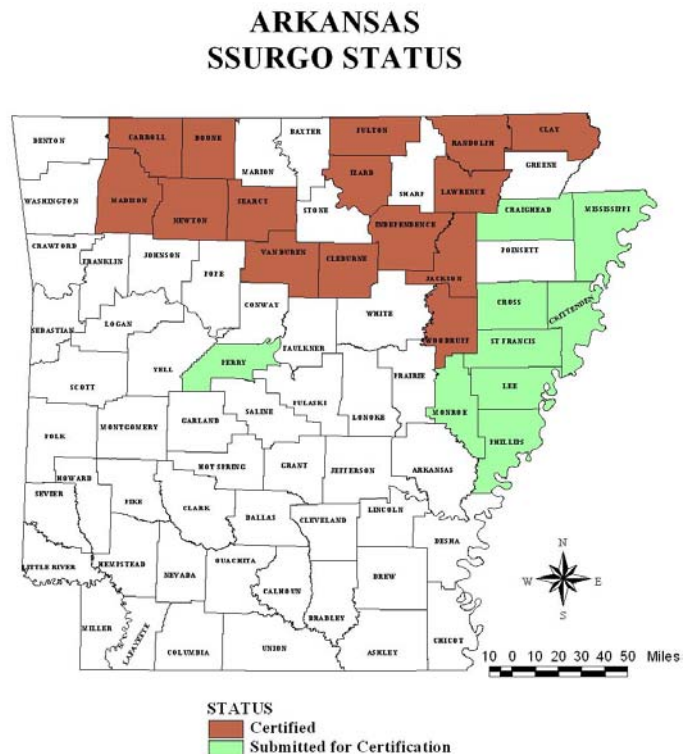 ARKANSAS
SSURGO STATUS
BENTON
CARROLL
BOONE
BAXTER
FULTON
RANDOLPH
CLAY
MARION
GREENE
IZARD
SHARP
LAWRENCE
WASHINGTON
MADISON
NEWTON
SEARCY
STONE
INDEPENDENCE
CRAIGHEAD
MISSISSIPPI
CRAWFORD
FRANKLIN
JOHNSON
POPE
VAN BUREN
CLEBURNE
JACKSON
POINSETT
SEBASTIAN
LOGAN
CONWAY
WHITE
CROSS
CRITTENDEN
FAULKNER
WOODRUFF
ST FRANCIS
SCOTT
YELL
PERRY
PRAIRIE
LEE
SALINE
PULASKI
LONOKE
MONROE
POLK
MONTGOMERY
GARLAND
PHILLIPS
HOT SPRING
GRANT
JEFFERSON
ARKANSAS
HOWARD
SEVIER
PIKE
CLARK
DALLAS
CLEVELAND
LINCOLN
DESHA
LITTLE RIVER
HEMPSTEAD
NEVADA
OUACHITA
CALHOUN
DREW
BRADLEY
MILLER
LAFAYETTE
COLUMBIA
UNION
ASHLEY
CHICOT
N
W E
S
10 0 10 20 30 40 50 Miles
STATUS
Certified
Submitted for Certification